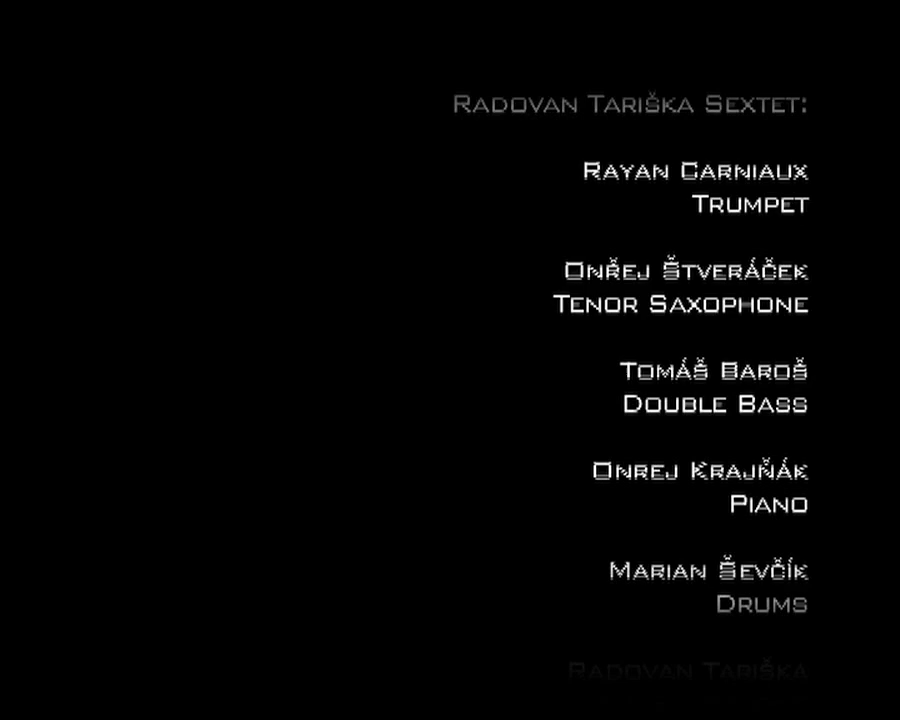 Radovan Tariška Sextet:
Rayan Carniaux
Trumpet
Onřej Štveráček
Tenor Saxophone
Tomáš Baroš
Double Bass
Onrej Krajňák
Piano
Marian Ševčík
Drums
Radovan Tariška